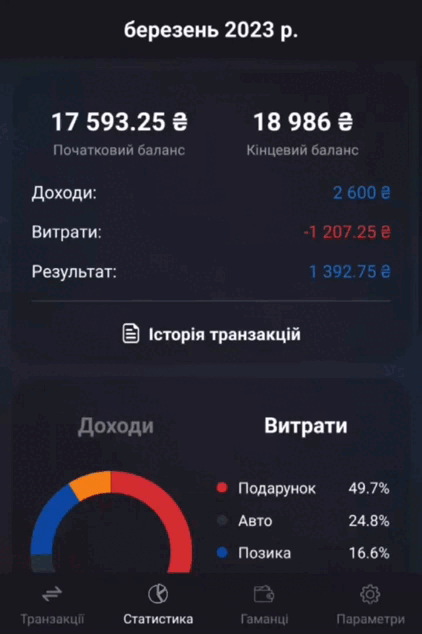 березень 2023 р.
17 593.25 ₴ 18 986 ₴
Початковий баланс Кінцевий баланс
Доходи: 2 600 ₴
Витрати: -1 207.25 ₴
Результат: 1 392.75 ₴
Історія транзакцій
Доходи Витрати
Подарунок 49.7%
Авто 24.8%
Позика 16.6%
Транзакції Статистика Гаманці Параметри